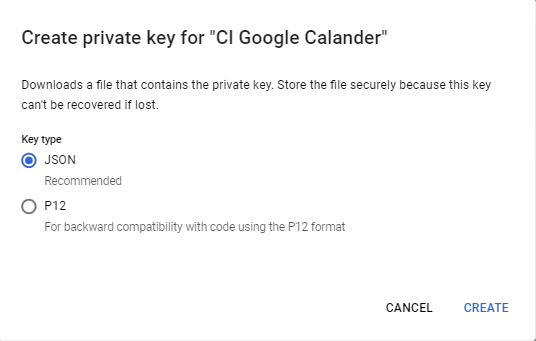 Create private key for "CI Google Calander"
Downloads a file that contains the private key. Store the file securely because this key
can't be recovered if lost.
Key type
JSON
Recommended
P12
For backward compatibility with code using the P12 format
CANCEL CREATE